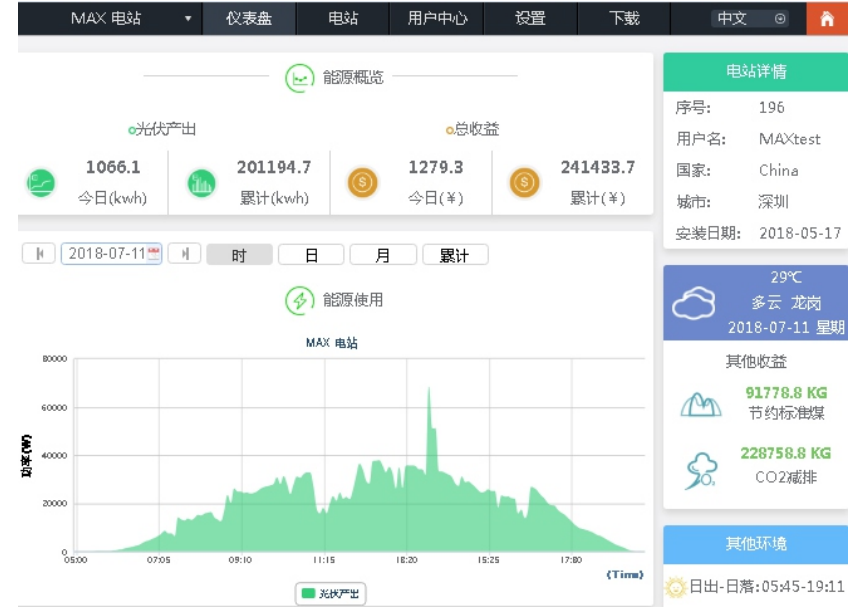 MAX 电站 仪表盘 电站 用户中心 设置 下载 中文
能源概览
光伏产出 总收益
1066.1 201194.7 1279.3 241433.7
今日(kwh) 累计(kwh) 今日(¥) 累计(¥)
2018-07-11 时 日 月 累计
能源使用
MAX 电站
功率(W)
80000
60000
40000
20000
0
05:00 07:05 09:10 11:15 15:25 17:30
(Time)
光伏产出
电站详情
序号: 196
用户名: MAXtest
国家: China
城市: 深圳
安装日期: 2018-05-17
29℃
多云 龙岗
2018-07-11 星期
其他收益
91778.8 KG
节约标准煤
228758.8 KG
CO2减排
其他环境
日出-日落:05:45-19:11